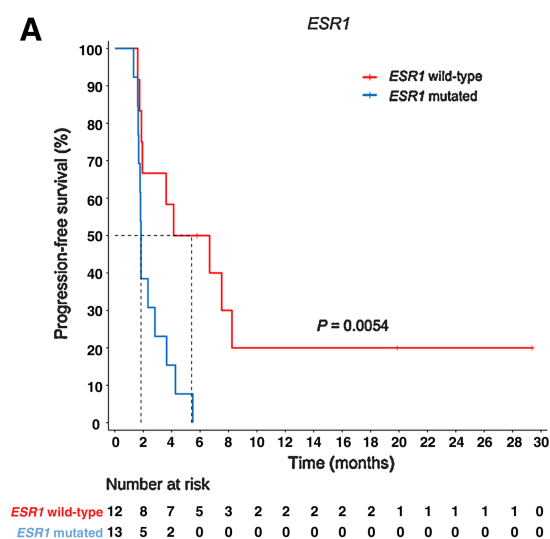 A
ESR1
100
90
80
70
60
50
40
30
20
10
0
Progression-free survival (%)
ESR1 wild-type
ESR1 mutated
P = 0.0054
0 2 4 6 8 10 12 14 16 18 20 22 24 26 28 30
Time (months)
Number at risk
ESR1 wild-type 12 8 7 5 3 2 2 2 2 2 1 1 1 1 1 0
ESR1 mutated 13 5 2 0 0 0 0 0 0 0 0 0 0 0 0 0